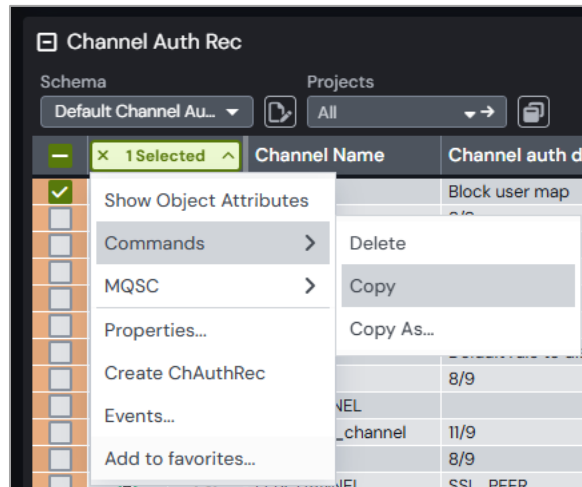 Channel Auth Rec
Schema
Projects
Default Channel Au...
All
1 Selected
Channel Name
Channel auth d
Show Object Attributes
Block user map
Commands
Delete
MQSC
Copy
Properties...
Copy As...
Create ChAuthRec
8/9
NEL
Events...
_channel
11/9
Add to favorites...
8/9
SSL_PEER